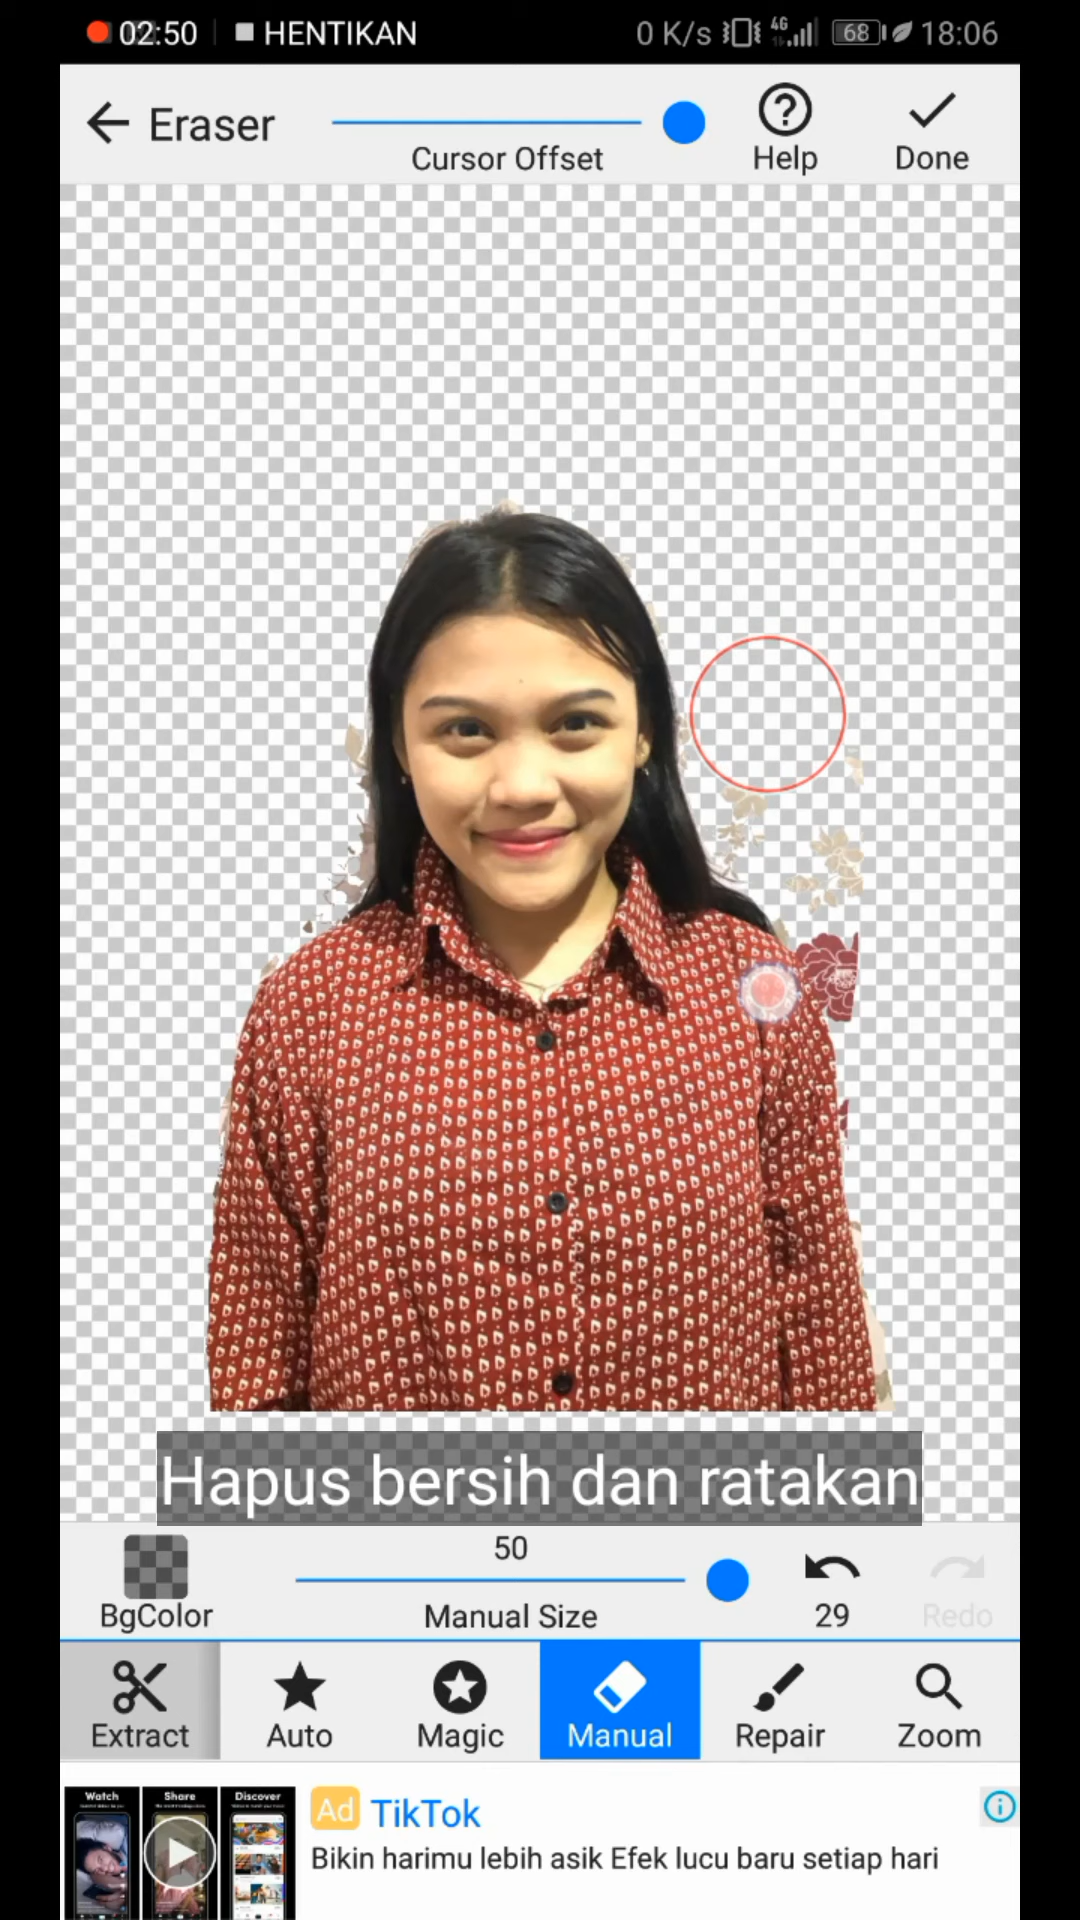 02:50 HENTIKAN 0 K/s 4G 68 18:06
Eraser
Cursor Offset
Help
Done
Hapus bersih dan ratakan
50
BgColor
Manual Size
29
Redo
Extract
Auto
Magic
Manual
Repair
Zoom
Watch
Share
Discover
Ad TikTok
Bikin harimu lebih asik Efek lucu baru setiap hari